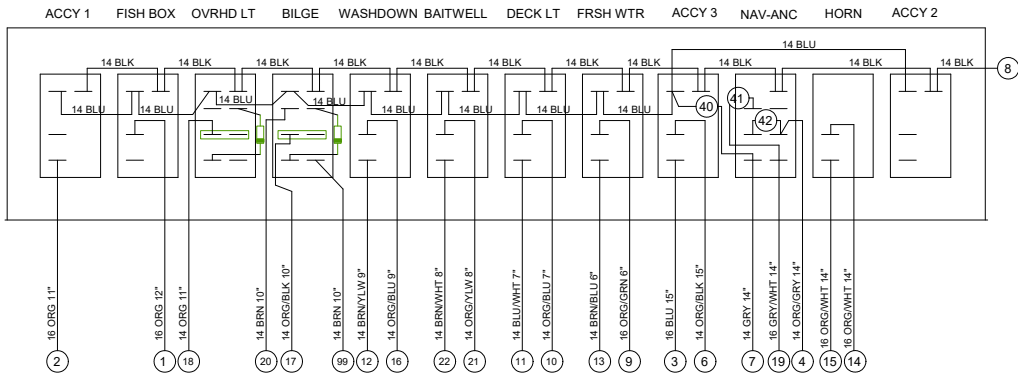 ACCY 1 FISH BOX OVRHD LT BILGE WASHDOWN BAITWELL DECK LT FRSH WTR ACCY 3 NAV-ANC HORN ACCY 2
14 BLU
14 BLK 14 BLK 14 BLK 14 BLK 14 BLK 14 BLK 14 BLK 14 BLK 14 BLK 14 BLK 14 BLK
8
14 BLU 14 BLU 14 BLU 14 BLU 14 BLU 14 BLU 14 BLU 14 BLU
40 41 42
16 ORG 11"
16 ORG 12"
14 ORG 11"
14 BRN 10"
14 ORG/BLK 10"
14 BRN 10"
14 BRN/YLW 9"
14 ORG/BLU 9"
14 BRN/WHT 8"
14 ORG/YLW 8"
14 BLU/WHT 7"
14 ORG/BLU 7"
14 BRN/BLU 6"
16 ORG/GRN 6"
16 BLU 15"
14 ORG/BLK 15"
14 GRY 14"
16 GRY/WHT 14"
14 ORG/GRY 14"
16 ORG/WHT 14"
16 ORG/WHT 14"
2 1 18 20 17 99 12 16 22 21 11 10 13 9 3 6 7 19 4 15 14